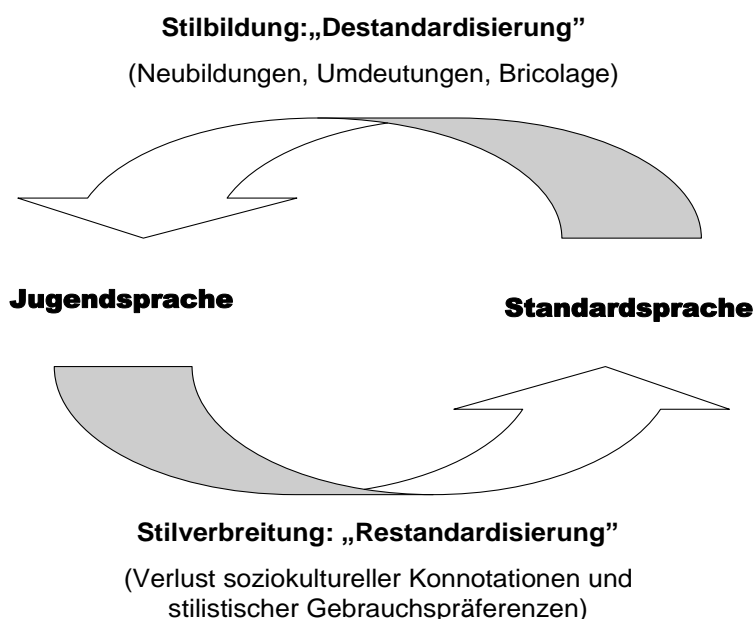 Stilbildung:„Destandardisierung”
(Neubildungen, Umdeutungen, Bricolage)
Jugendsprache
Standardsprache
Stilverbreitung: „Restandardisierung”
(Verlust soziokultureller Konnotationen und
stilistischer Gebrauchspräferenzen)